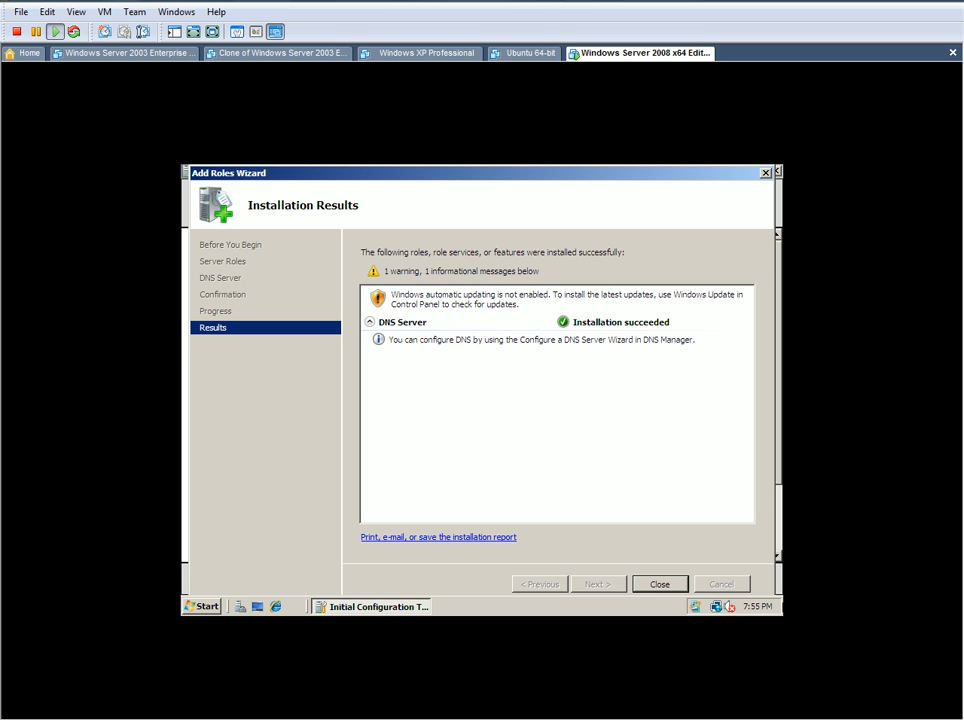 File Edit View VM Team Windows Help
Home Windows Server 2003 Enterprise ... Clone of Windows Server 2003 E... Windows XP Professional Ubuntu 64-bit Windows Server 2008 x64 Edit...
Add Roles Wizard
Installation Results
Before You Begin
Server Roles
DNS Server
Confirmation
Progress
Results
The following roles, role services, or features were installed successfully:
1 warning, 1 informational messages below
Windows automatic updating is not enabled. To install the latest updates, use Windows Update in
Control Panel to check for updates.
DNS Server Installation succeeded
You can configure DNS by using the Configure a DNS Server Wizard in DNS Manager.
Print, e-mail, or save the installation report
< Previous Next > Close Cancel
Start Initial Configuration T... 7:55 PM